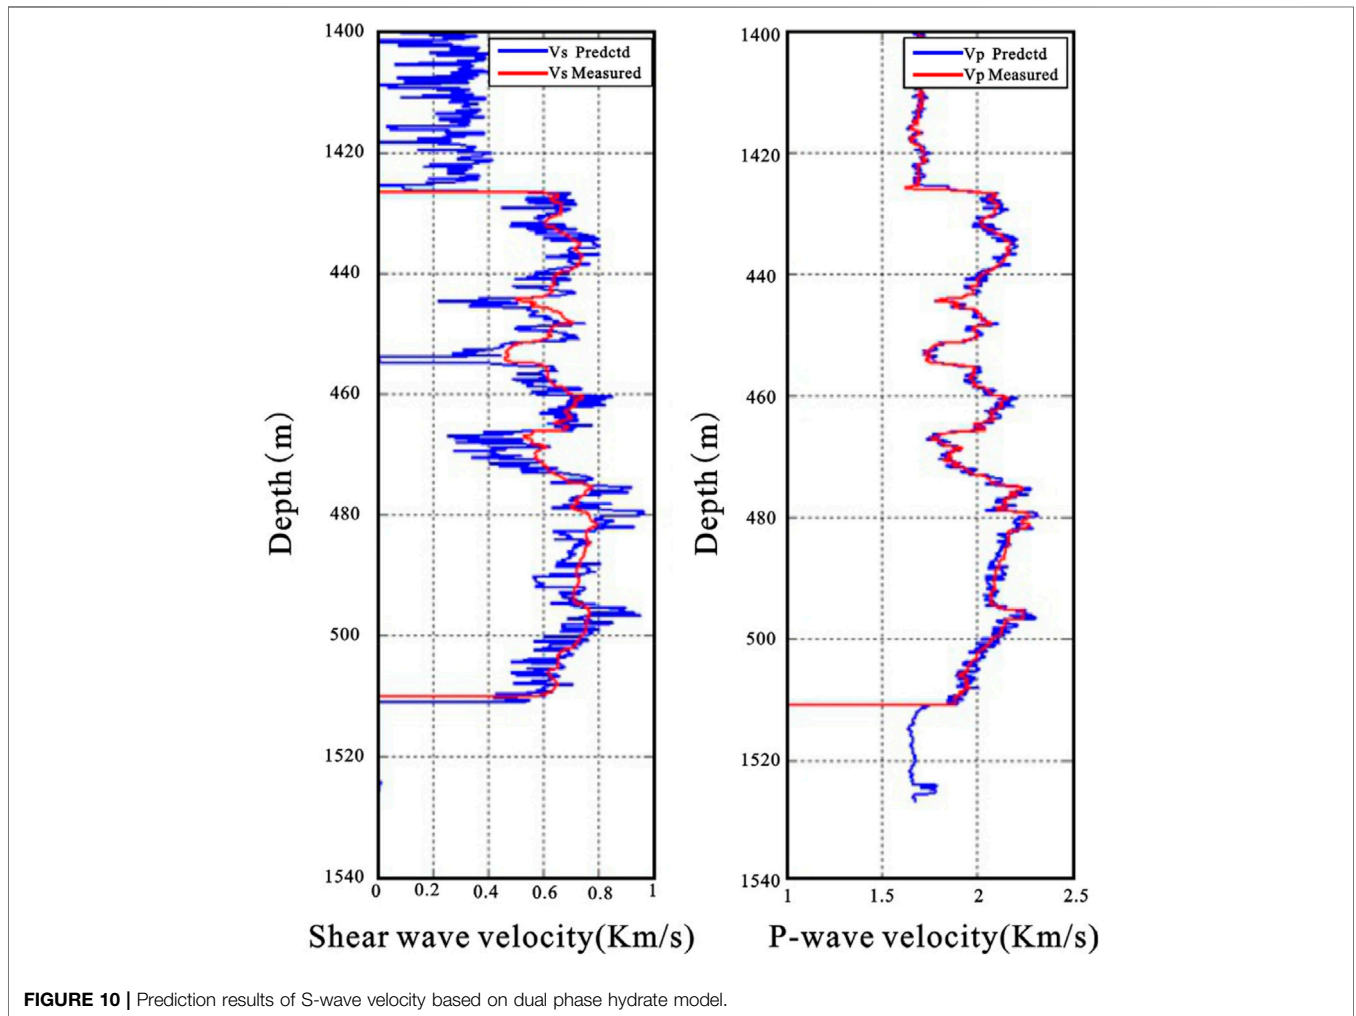 1400
1420
440
440
460
480
500
1520
1540
0 0.2 0.4 0.6 0.8 1
Depth(m)
Shear wave velocity(Km/s)
Vs Predctd
Vs Measured
1400
1420
440
460
480
500
1520
1540
1 1.5 2 2.5
Depth(m)
P-wave velocity(Km/s)
Vp Predctd
Vp Measured
FIGURE 10 | Prediction results of S-wave velocity based on dual phase hydrate model.